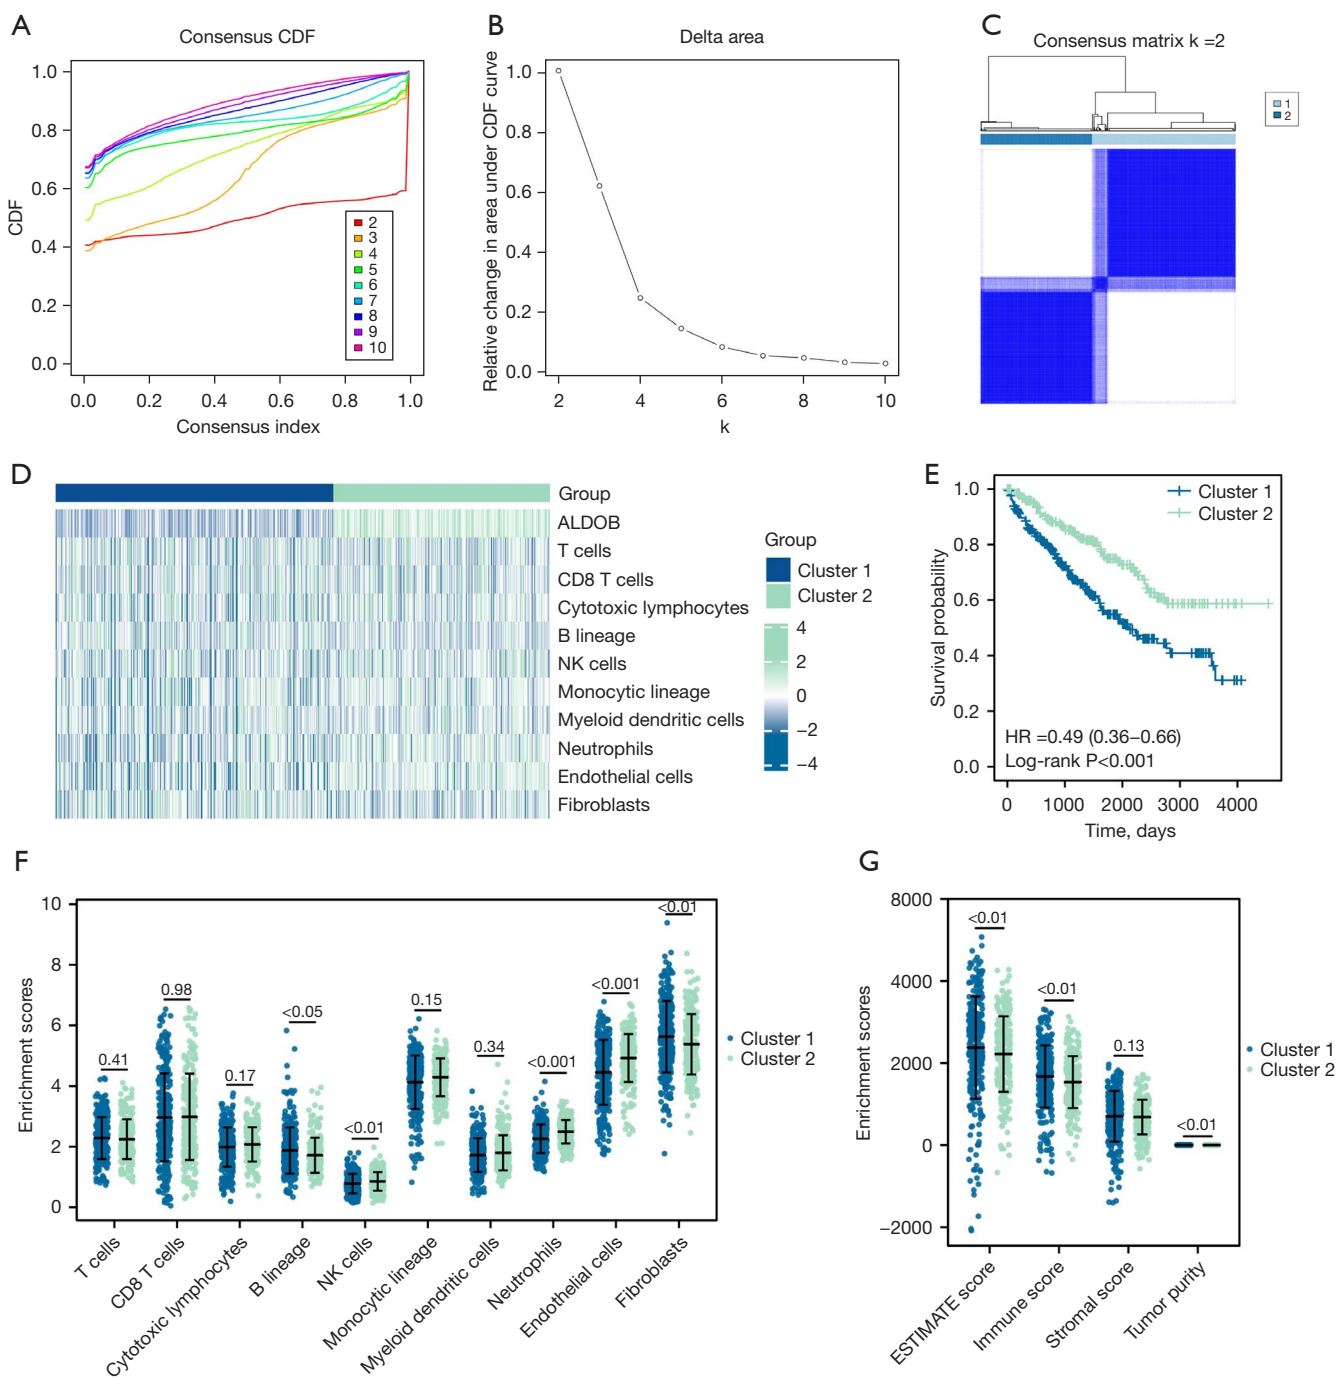 A
Consensus CDF
1.0
0.8
0.6
0.4
0.2
0.0
CDF
0.0 0.2 0.4 0.6 0.8 1.0
Consensus index
2
3
4
5
6
7
8
9
10
B
Delta area
1.0
0.8
0.6
0.4
0.2
0.0
Relative change in area under CDF curve
2 4 6 8 10
k
C
Consensus matrix k =2
1
2
D
Group
ALDOB
T cells
CD8 T cells
Cytotoxic lymphocytes
B lineage
NK cells
Monocytic lineage
Myeloid dendritic cells
Neutrophils
Endothelial cells
Fibroblasts
Group
Cluster 1
Cluster 2
4
2
0
−2
−4
E
1.0
0.8
0.6
0.4
0.2
0.0
Survival probability
Cluster 1
Cluster 2
HR =0.49 (0.36−0.66)
Log-rank P<0.001
0 1000 2000 3000 4000
Time, days
F
10
8
6
4
2
0
Enrichment scores
0.41
0.98
0.17
<0.05
<0.01
0.15
0.34
<0.001
<0.001
<0.01
T cells
CD8 T cells
Cytotoxic lymphocytes
B lineage
NK cells
Monocytic lineage
Myeloid dendritic cells
Neutrophils
Endothelial cells
Fibroblasts
Cluster 1
Cluster 2
G
8000
4000
2000
0
−2000
Enrichment scores
<0.01
<0.01
0.13
<0.01
ESTIMATE score
Immune score
Stromal score
Tumor purity
Cluster 1
Cluster 2